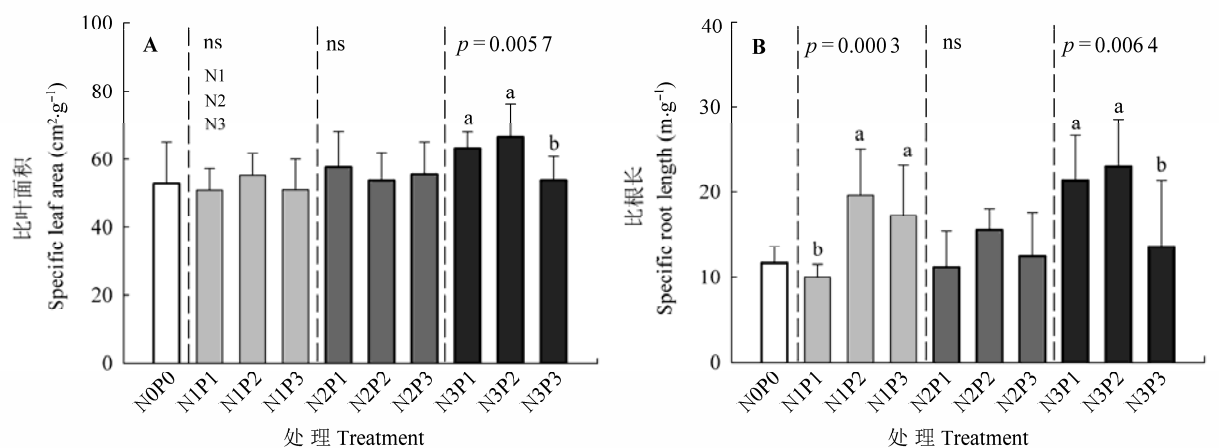 100
80
60
40
20
0
比叶面积
Specific leaf area (cm²·g⁻¹)
A
ns
N1
N2
N3
ns
p = 0.005 7
a
a
b
N0P0
N1P1
N1P2
N1P3
N2P1
N2P2
N2P3
N3P1
N3P2
N3P3
处 理 Treatment
40
30
20
10
0
比根长
Specific root length (m·g⁻¹)
B
p = 0.000 3
ns
p = 0.006 4
b
a
a
a
a
b
N0P0
N1P1
N1P2
N1P3
N2P1
N2P2
N2P3
N3P1
N3P2
N3P3
处 理 Treatment